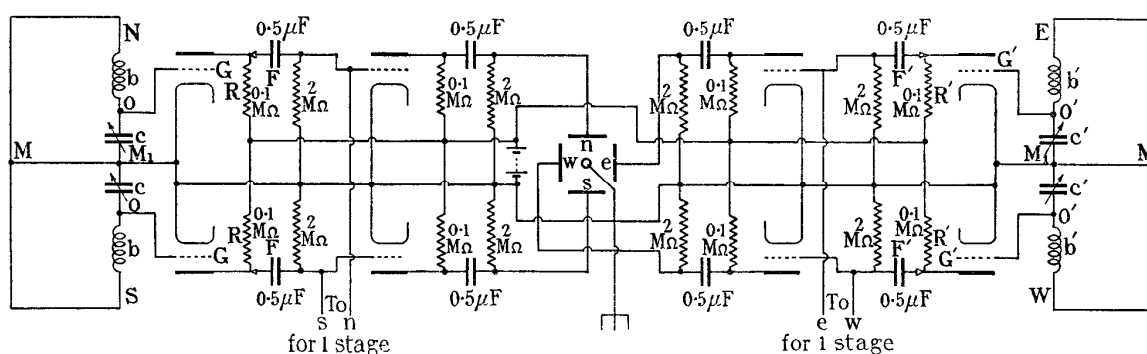 N 0·5μF 0·5μF 0·5μF 0·5μF E
b G F F′ G′ b′
O R 0·1 MΩ 2 MΩ 0·1 MΩ 2 MΩ 2 MΩ 0·1 MΩ 2 MΩ 0·1 MΩ R′ O′
c n c′
M M₁ w e M₁ M
c s c′
O R 0·1 MΩ 2 MΩ 0·1 MΩ 2 MΩ 2 MΩ 0·1 MΩ 2 MΩ 0·1 MΩ R′ O′
b G F F′ G′ b′
S 0·5μF 0·5μF 0·5μF 0·5μF W
To To
s n e w
for 1 stage for 1 stage